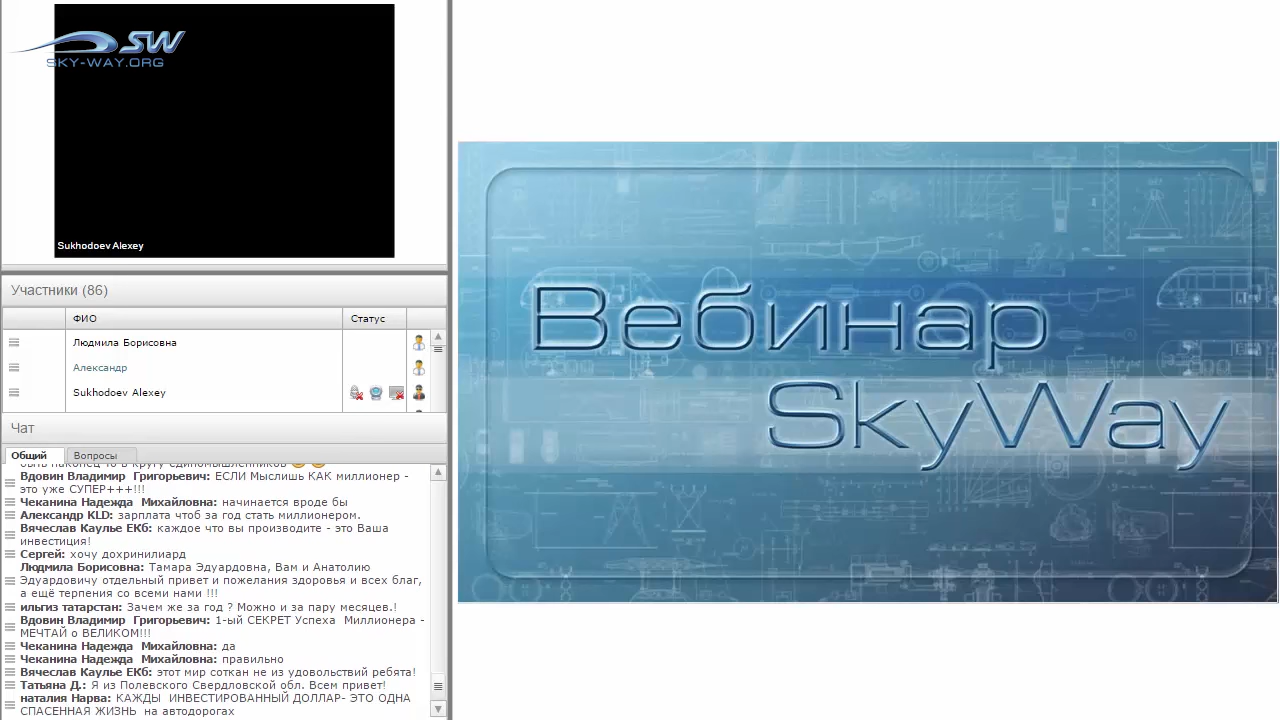 SW
SKY-WAY.ORG
Sukhodoev Alexey
Участники (86)
ФИО
Статус
Людмила Борисовна
Александр
Sukhodoev Alexey
Чат
Общий
Вопросы
быть наконец-то в кругу единомышленников
Вдовин Владимир Григорьевич: ЕСЛИ Мыслишь КАК миллионер -
это уже СУПЕР+++!!!
Чеканина Надежда Михайловна: начинается вроде бы
Александр KLD: зарплата чтоб за год стать миллионером.
Вячеслав Каулье ЕКб: каждое что вы производите - это Ваша
инвестиция!
Сергей: хочу дохринилиард
Людмила Борисовна: Тамара Эдуардовна, Вам и Анатолию
Эдуардовичу отдельный привет и пожелания здоровья и всех благ,
а ещё терпения со всеми нами !!!
ильгиз татарстан: Зачем же за год ? Можно и за пару месяцев.!
Вдовин Владимир Григорьевич: 1-ый СЕКРЕТ Успеха Миллионера -
МЕЧТАЙ о ВЕЛИКОМ!!!
Чеканина Надежда Михайловна: да
Чеканина Надежда Михайловна: правильно
Вячеслав Каулье ЕКб: этот мир соткан не из удовольствий ребята!
Татьяна Д.: Я из Полевского Свердловской обл. Всем привет!
наталия Нарва: КАЖДЫ ИНВЕСТИРОВАННЫЙ ДОЛЛАР- ЭТО ОДНА
СПАСЕННАЯ ЖИЗНЬ на автодорогах
Вебинар
SkyWay